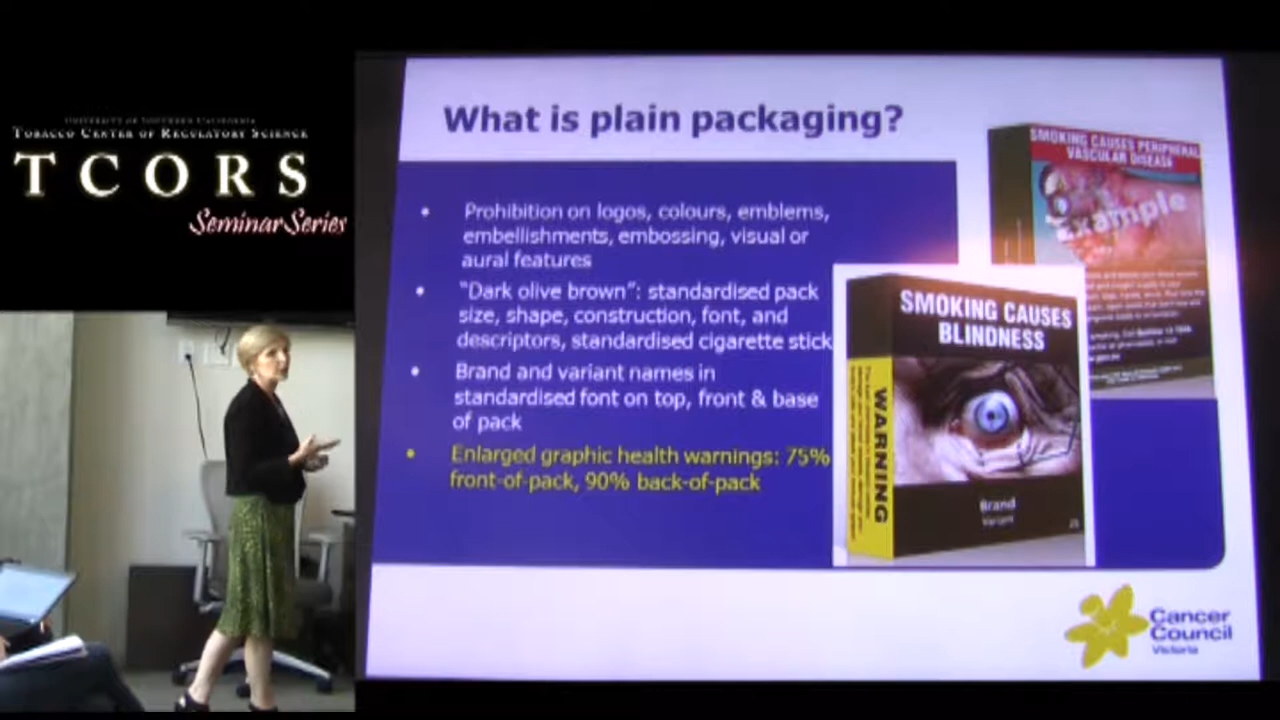 UNIVERSITY OF SOUTHERN CALIFORNIA
TOBACCO CENTER OF REGULATORY SCIENCE
TCORS
Seminar Series
What is plain packaging?
• Prohibition on logos, colours, emblems,
embellishments, embossing, visual or
aural features
• "Dark olive brown": standardised pack
size, shape, construction, font, and
descriptors, standardised cigarette stick
• Brand and variant names in
standardised font on top, front & base
of pack
• Enlarged graphic health warnings: 75%
front-of-pack, 90% back-of-pack
SMOKING CAUSES PERIPHERAL
VASCULAR DISEASE
Example
SMOKING CAUSES
BLINDNESS
WARNING
Brand
Variant
25
Cancer
Council
Victoria